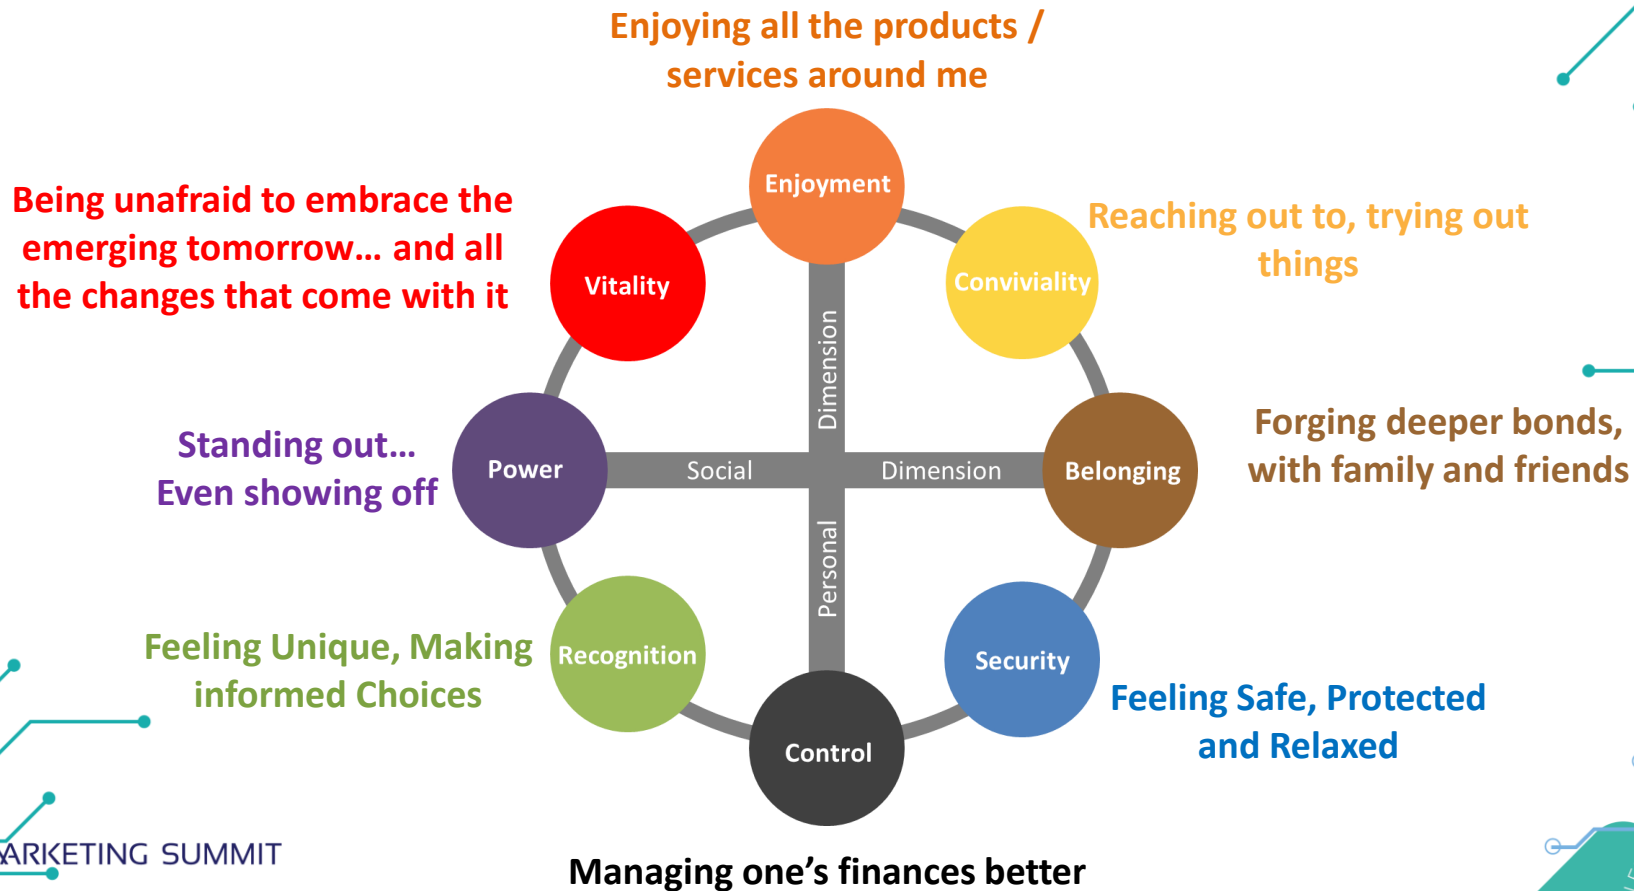 Enjoying all the products /
services around me
Enjoyment
Being unafraid to embrace the
emerging tomorrow... and all
the changes that come with it
Vitality
Conviviality
Reaching out to, trying out
things
Dimension
Standing out...
Even showing off
Power
Social
Dimension
Belonging
Forging deeper bonds,
with family and friends
Personal
Feeling Unique, Making
informed Choices
Recognition
Security
Feeling Safe, Protected
and Relaxed
Control
ARKETING SUMMIT
Managing one's finances better